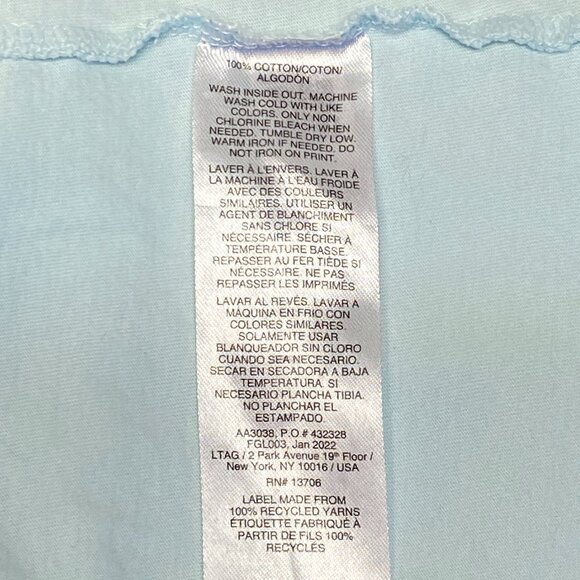 100% COTTON/COTON/
ALGODÓN
WASH INSIDE OUT. MACHINE
WASH COLD WITH LIKE
COLORS. ONLY NON
CHLORINE BLEACH WHEN
NEEDED. TUMBLE DRY LOW.
WARM IRON IF NEEDED. DO
NOT IRON ON PRINT.
LAVER À L'ENVERS. LAVER À
LA MACHINE À L'EAU FROIDE
AVEC DES COULEURS
SIMILAIRES. UTILISER UN
AGENT DE BLANCHIMENT
SANS CHLORE SI
NÉCESSAIRE. SÉCHER À
TEMPÉRATURE BASSE.
REPASSER AU FER TIÈDE SI
NÉCESSAIRE. NE PAS
REPASSER LES IMPRIMÉS.
LAVAR AL REVÉS. LAVAR A
MAQUINA EN FRIO CON
COLORES SIMILARES.
SOLAMENTE USAR
BLANQUEADOR SIN CLORO
CUANDO SEA NECESARIO.
SECAR EN SECADORA A BAJA
TEMPERATURA. SI
NECESARIO PLANCHA TIBIA.
NO PLANCHAR EL
ESTAMPADO.
AA3038, P.O # 432328
FGL003, Jan 2022
LTAG / 2 Park Avenue 19th Floor /
New York, NY 10016 / USA
RN# 13706
LABEL MADE FROM
100% RECYCLED YARNS
ÉTIQUETTE FABRIQUÉ À
PARTIR DE FILS 100%
RECYCLÉS